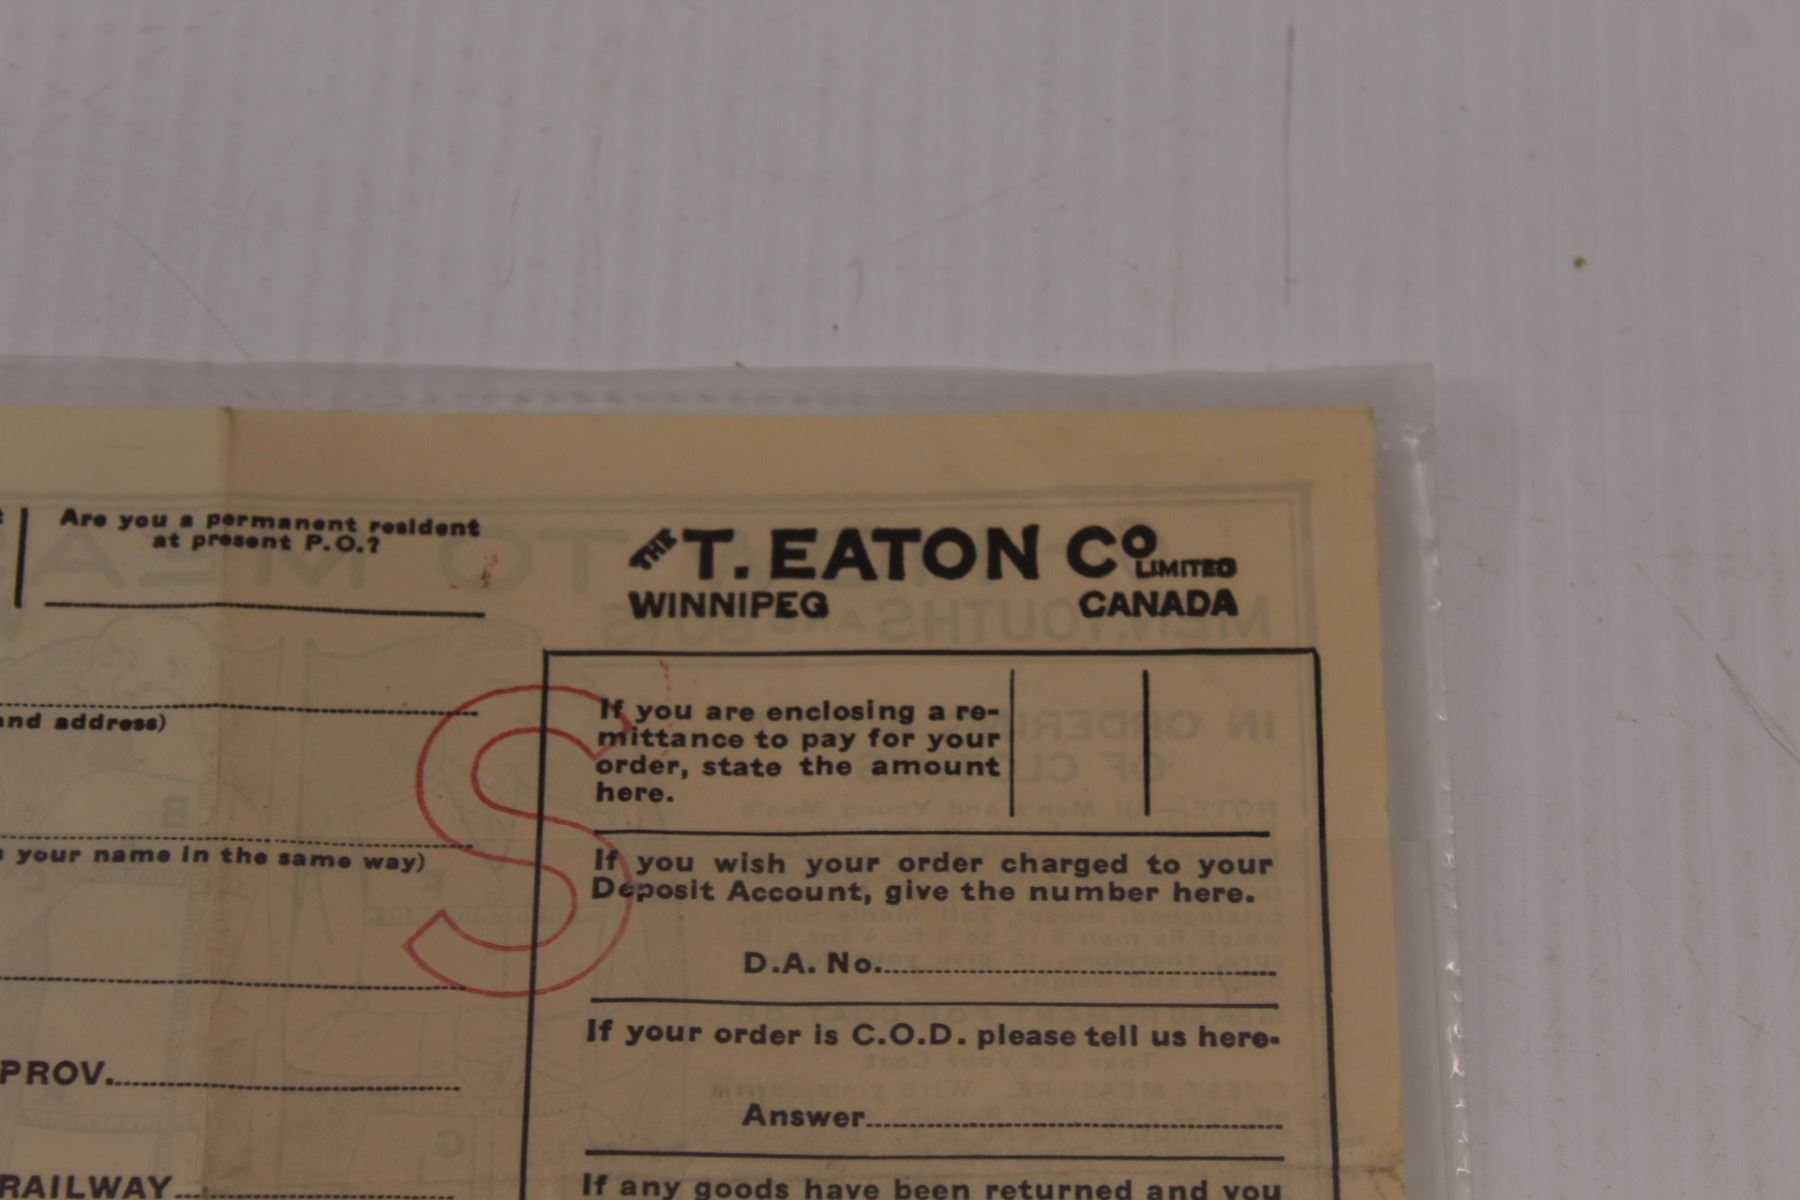 Are you a permanent resident
at present P.O.?
THE T. EATON Co LIMITED
WINNIPEG CANADA
and address)
your name in the same way)
PROV.
RAILWAY
S
If you are enclosing a re-
mittance to pay for your
order, state the amount
here.
If you wish your order charged to your
Deposit Account, give the number here.
D.A. No.
If your order is C.O.D. please tell us here-
Answer
If any goods have been returned and you